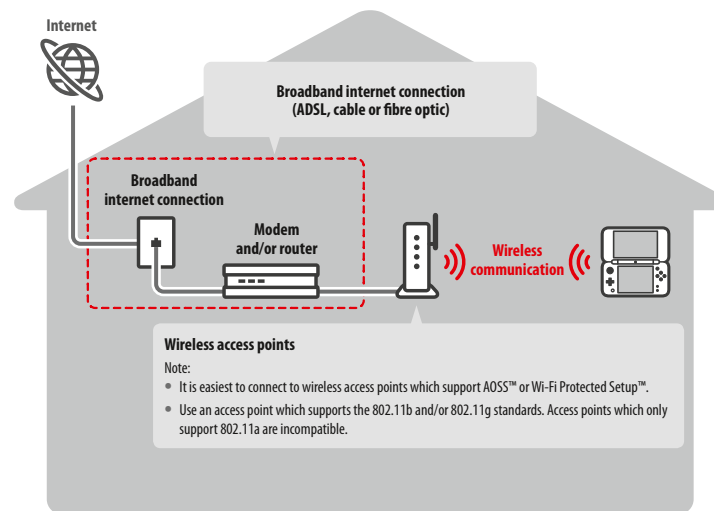 Internet
Broadband internet connection
(ADSL, cable or fibre optic)
Broadband
internet connection
Modem
and/or router
Wireless
communication
Wireless access points
Note:
• It is easiest to connect to wireless access points which support AOSS™ or Wi-Fi Protected Setup™.
• Use an access point which supports the 802.11b and/or 802.11g standards. Access points which only
support 802.11a are incompatible.